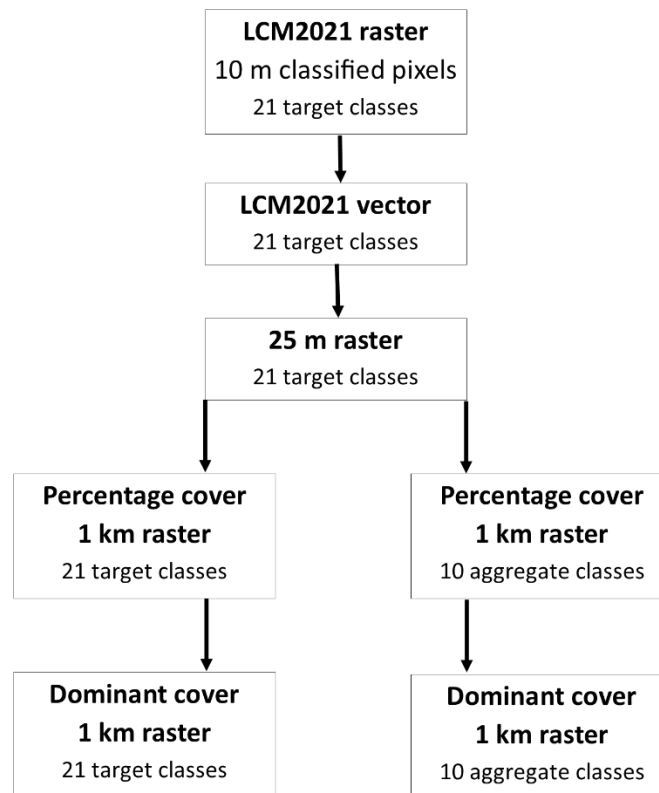 LCM2021 raster
10 m classified pixels
21 target classes
LCM2021 vector
21 target classes
25 m raster
21 target classes
Percentage cover
1 km raster
21 target classes
Percentage cover
1 km raster
10 aggregate classes
Dominant cover
1 km raster
21 target classes
Dominant cover
1 km raster
10 aggregate classes